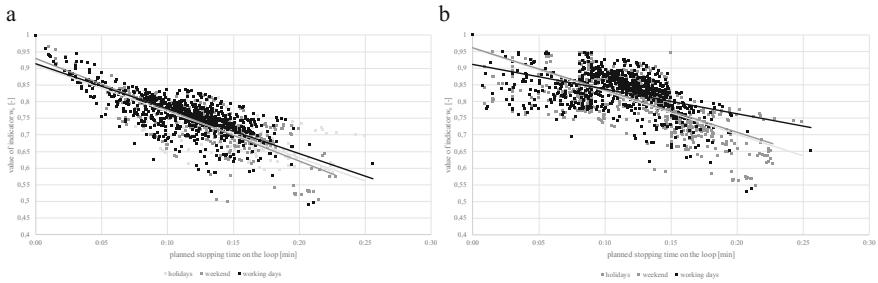 a
1
0,95
0,9
0,85
0,8
0,75
0,7
0,65
0,6
0,55
0,5
0,45
0,4
value of indicator w
0:00 0:05 0:10 0:15 0:20 0:25 0:30
planned stopping time on the loop [min]
holidays weekend working days
b
1
0,95
0,9
0,85
0,8
0,75
0,7
0,65
0,6
0,55
0,5
0,45
0,4
value of indicator w
0:00 0:05 0:10 0:15 0:20 0:25 0:30
planned stopping time on the loop [min]
holidays weekend working days